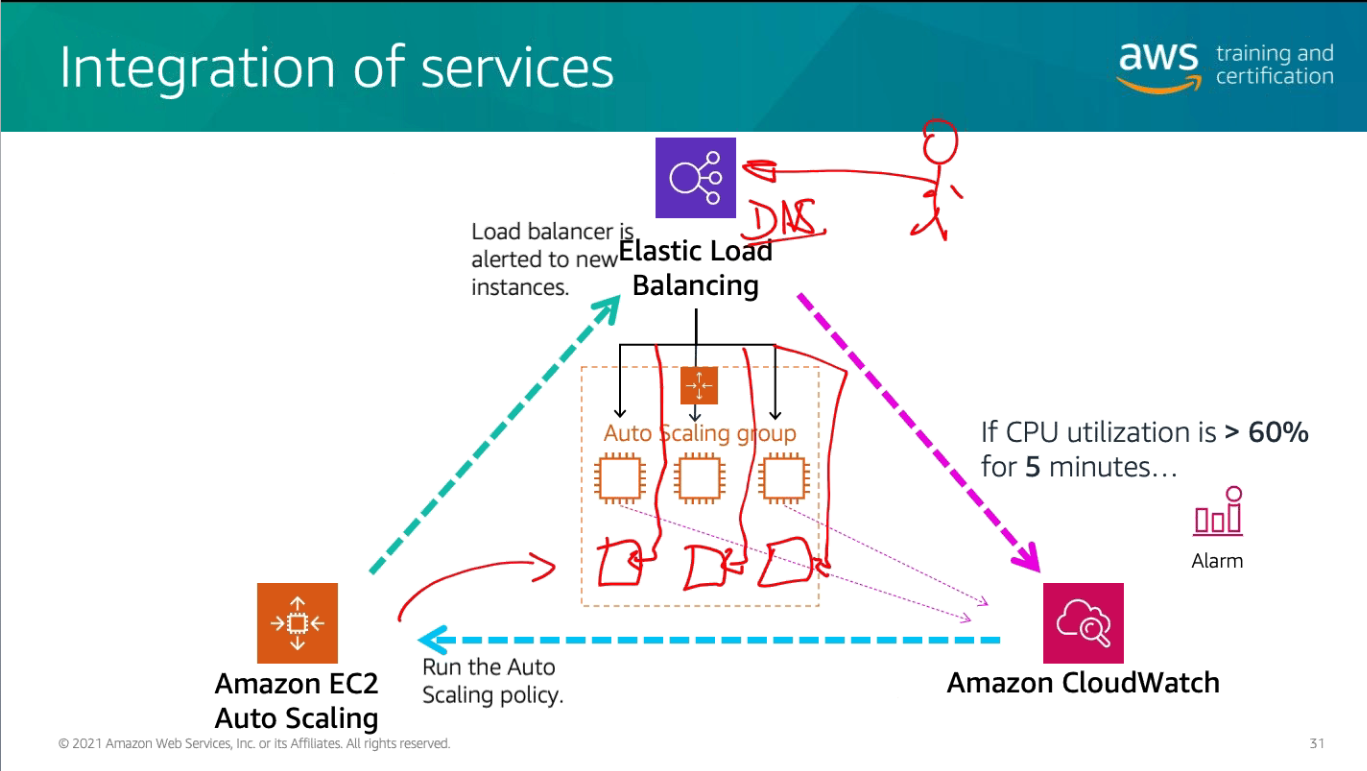 Integration of services
aws training and
certification
DNS
Load balancer is
alerted to new
instances.
Elastic Load
Balancing
Auto Scaling group
If CPU utilization is > 60%
for 5 minutes…
Alarm
Run the Auto
Scaling policy.
Amazon EC2
Auto Scaling
Amazon CloudWatch
© 2021 Amazon Web Services, Inc. or its Affiliates. All rights reserved.
31